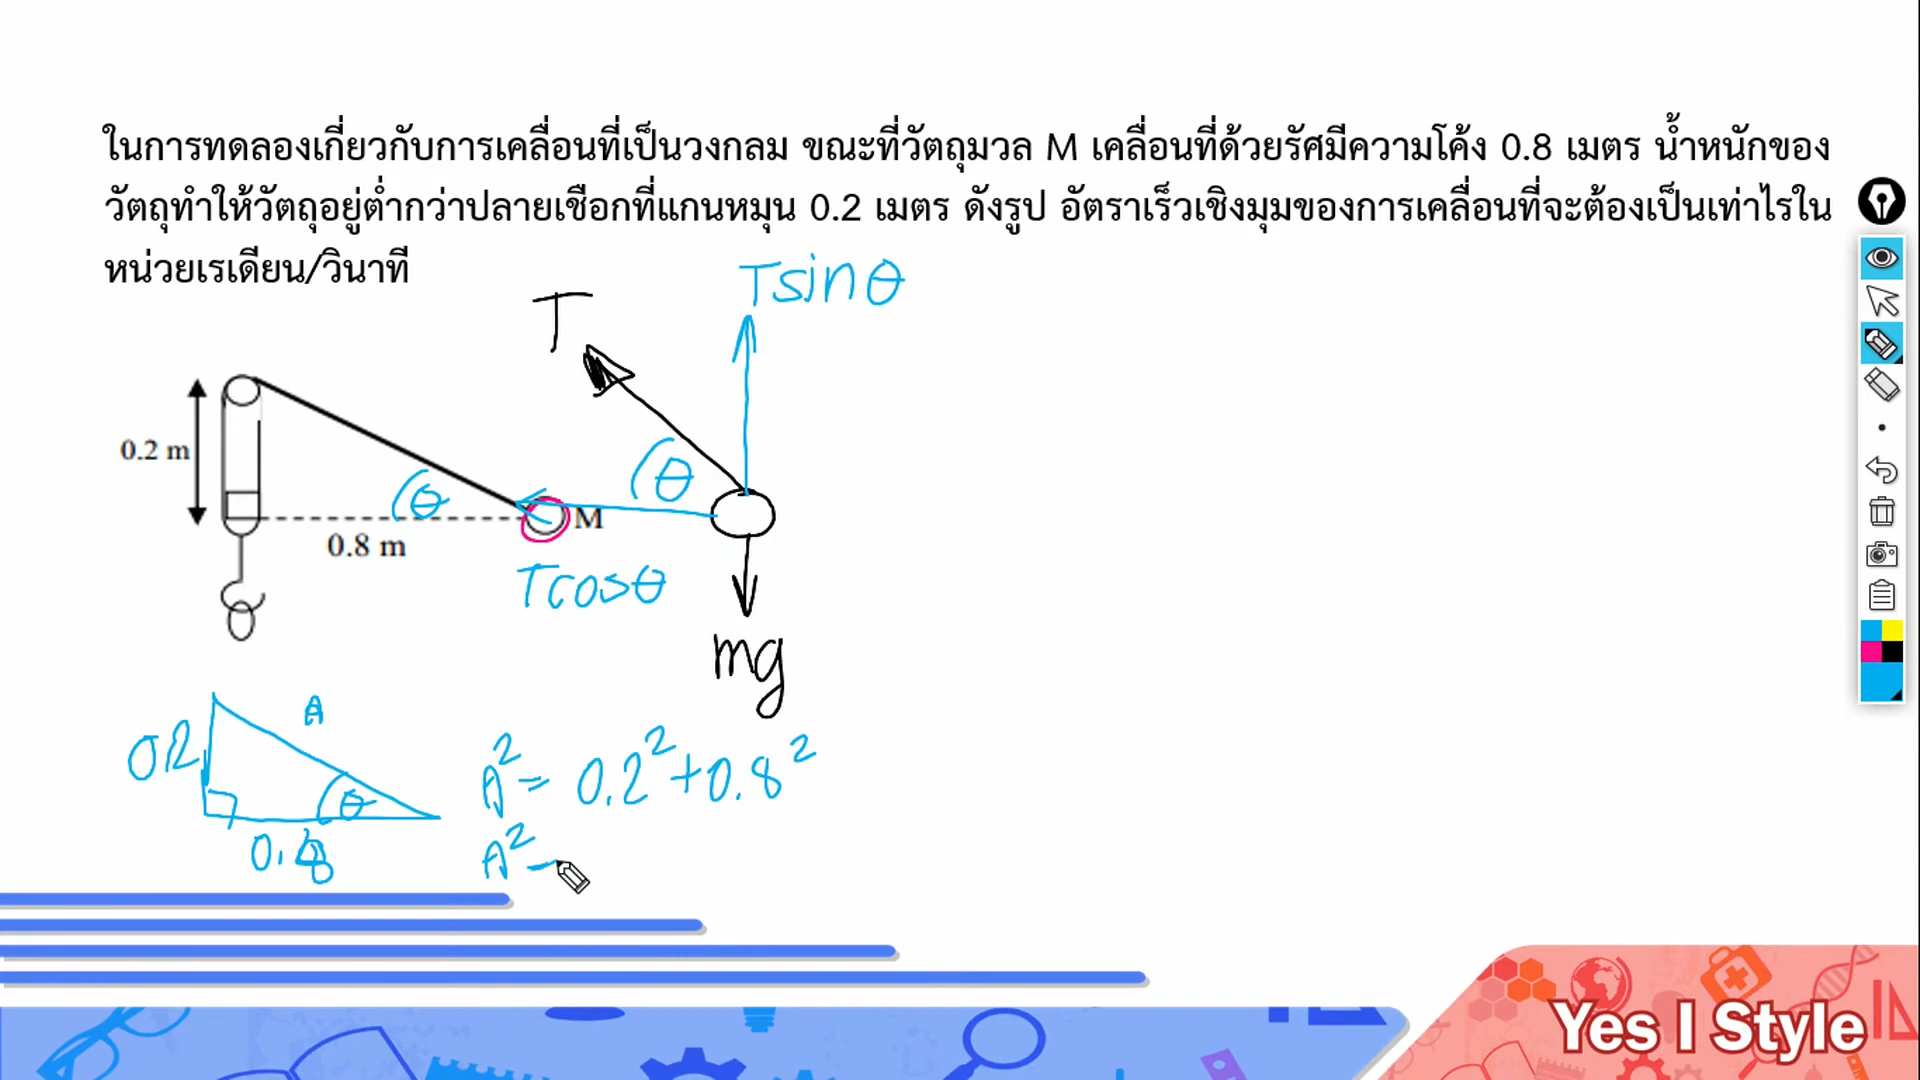 ในการทดลองเกี่ยวกับการเคลื่อนที่เป็นวงกลม ขณะที่วัตถุมวล M เคลื่อนที่ด้วยรัศมีความโค้ง 0.8 เมตร น้ำหนักของ
วัตถุทำให้วัตถุอยู่ต่ำกว่าปลายเชือกที่แกนหมุน 0.2 เมตร ดังรูป อัตราเร็วเชิงมุมของการเคลื่อนที่จะต้องเป็นเท่าไรใน
หน่วยเรเดียน/วินาที
T sinθ
T
0.2 m
θ
θ
M
0.8 m
T cosθ
mg
A
0.2
θ
0.8
A² = 0.2² + 0.8²
A² –
Yes I Style